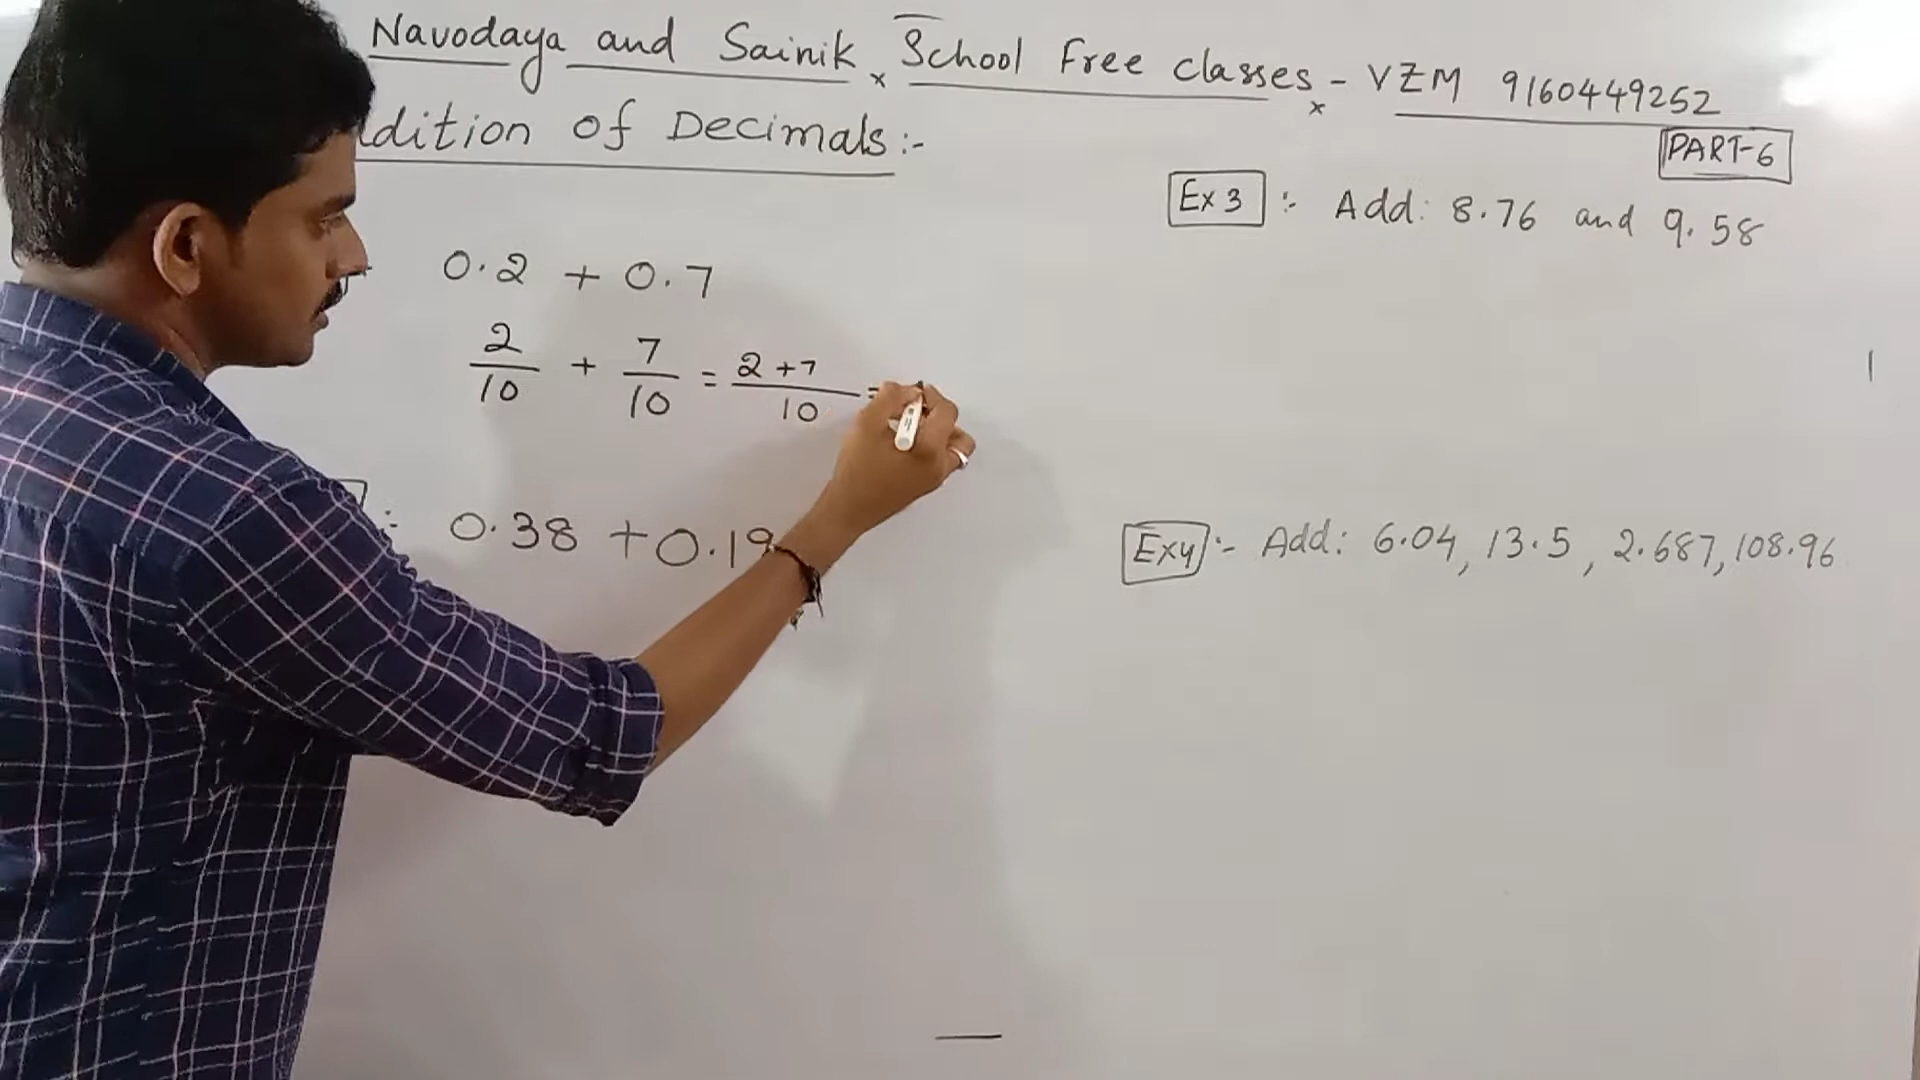 Navodaya and Sainik School Free classes - VZM 9160449252
dition of Decimals:-
PART-6
0.2 + 0.7
2/10 + 7/10 = 2+7/10 =
0.38 + 0.19
Ex 3 :- Add: 8.76 and 9.58
Ex4 :- Add: 6.04, 13.5, 2.687, 108.96